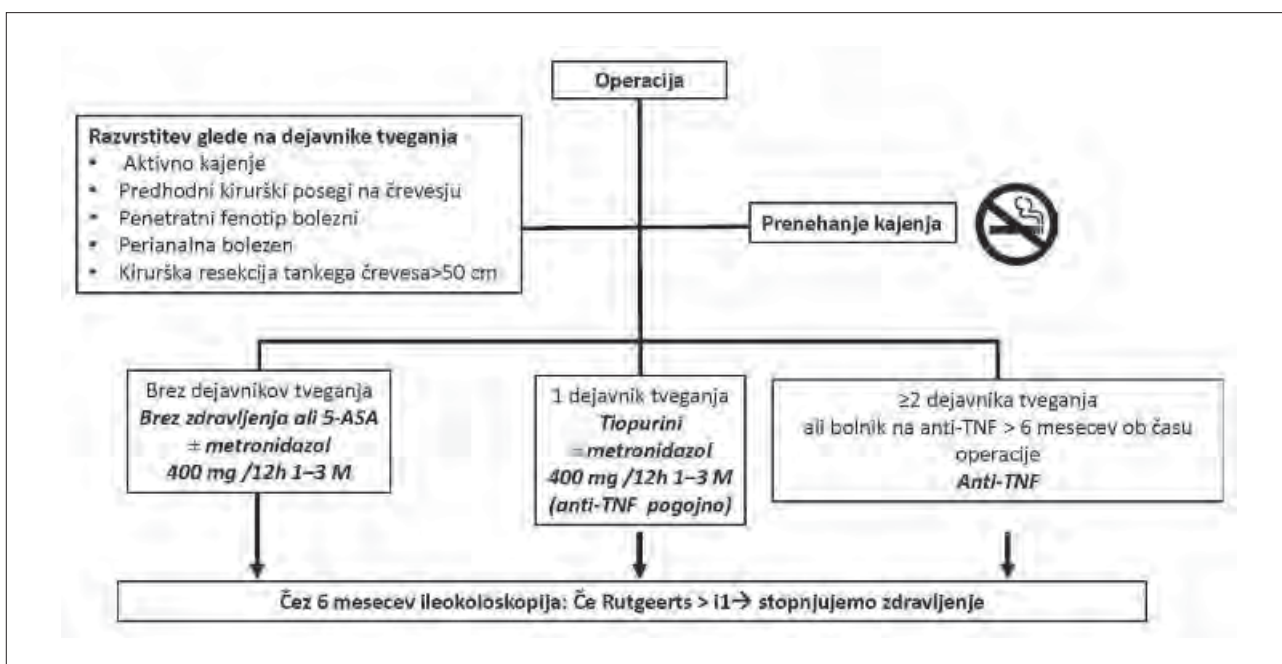 Operacija
Razvrstitev glede na dejavnike tveganja
• Aktivno kajenje
• Predhodni kirurški posegi na črevesju
• Penetratni fenotip bolezni
• Perianalna bolezen
• Kirurška resekcija tankega črevesa>50 cm
Prenehanje kajenja
Brez dejavnikov tveganja
Brez zdravljenja ali 5-ASA
± metronidazol
400 mg /12h 1–3 M
1 dejavnik tveganja
Tiopurini
±metronidazol
400 mg/12h 1–3 M
(anti-TNF pogojno)
≥2 dejavnika tveganja
ali bolnik na anti-TNF > 6 mesecev ob času
operacije
Anti-TNF
Čez 6 mesecev ileokoloskopija: Če Rutgeerts > i1→ stopnjujemo zdravljenje